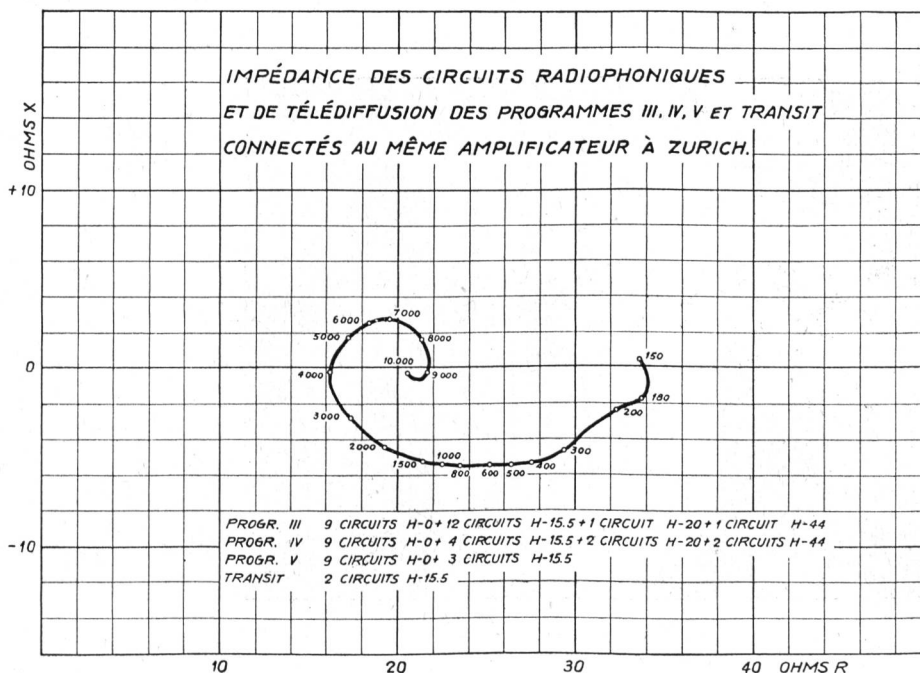 IMPÉDANCE DES CIRCUITS RADIOPHONIQUES
ET DE TÉLÉDIFFUSION DES PROGRAMMES III, IV, V ET TRANSIT
CONNECTÉS AU MÊME AMPLIFICATEUR À ZURICH.
OHMS X
+10
0
-10
7000
6000
5000
8000
10.000
9000
4000
150
180
200
3000
2000
1500
1000
800
600
500
400
300
PROGR. III 9 CIRCUITS H-0+12 CIRCUITS H-15.5+1 CIRCUIT H-20+1 CIRCUIT H-44
PROGR. IV 9 CIRCUITS H-0+ 4 CIRCUITS H-15.5+2 CIRCUITS H-20+2 CIRCUITS H-44
PROGR. V 9 CIRCUITS H-0+ 3 CIRCUITS H-15.5
TRANSIT 2 CIRCUITS H-15.5
10
20
30
40 OHMS R